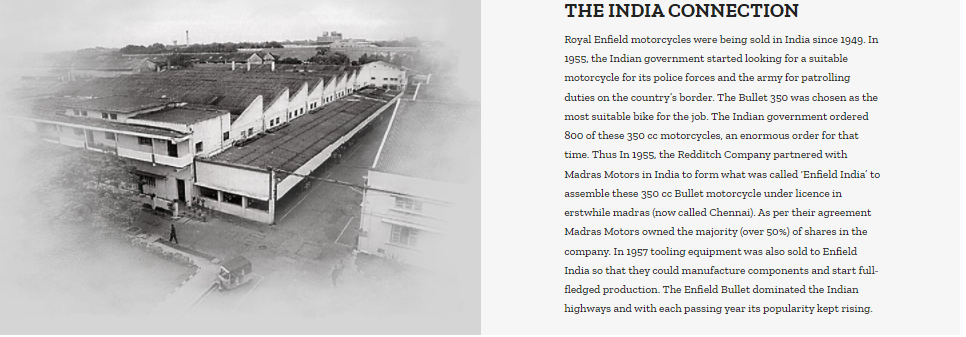 THE INDIA CONNECTION
Royal Enfield motorcycles were being sold in India since 1949. In
1955, the Indian government started looking for a suitable
motorcycle for its police forces and the army for patrolling
duties on the country's border. The Bullet 350 was chosen as the
most suitable bike for the job. The Indian government ordered
800 of these 350 cc motorcycles, an enormous order for that
time. Thus In 1955, the Redditch Company partnered with
Madras Motors in India to form what was called 'Enfield India' to
assemble these 350 cc Bullet motorcycle under licence in
erstwhile madras (now called Chennai). As per their agreement
Madras Motors owned the majority (over 50%) of shares in the
company. In 1957 tooling equipment was also sold to Enfield
India so that they could manufacture components and start full-
fledged production. The Enfield Bullet dominated the Indian
highways and with each passing year its popularity kept rising.